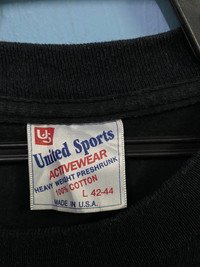 US
United Sports
ACTIVEWEAR
HEAVY WEIGHT PRESHRUNK
100% COTTON
L 42-44
MADE IN U.S.A.